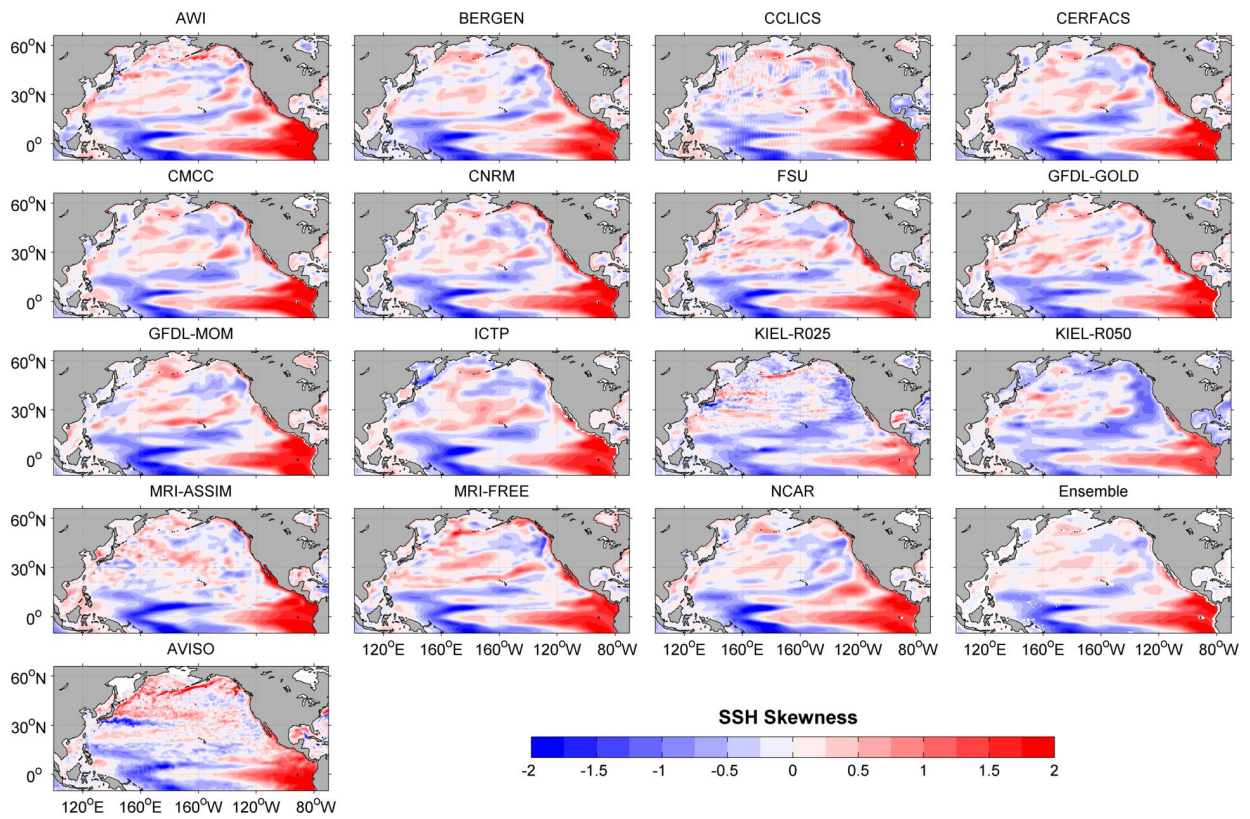 AWI BERGEN CCLICS CERFACS
60°N
30°N
0°
CMCC CNRM FSU GFDL-GOLD
60°N
30°N
0°
GFDL-MOM ICTP KIEL-R025 KIEL-R050
60°N
30°N
0°
MRI-ASSIM MRI-FREE NCAR Ensemble
60°N
30°N
0°
120°E 160°E 160°W 120°W 80°W 120°E 160°E 160°W 120°W 80°W 120°E 160°E 160°W 120°W 80°W
AVISO
60°N
30°N
0°
120°E 160°E 160°W 120°W 80°W
SSH Skewness
-2 -1.5 -1 -0.5 0 0.5 1 1.5 2